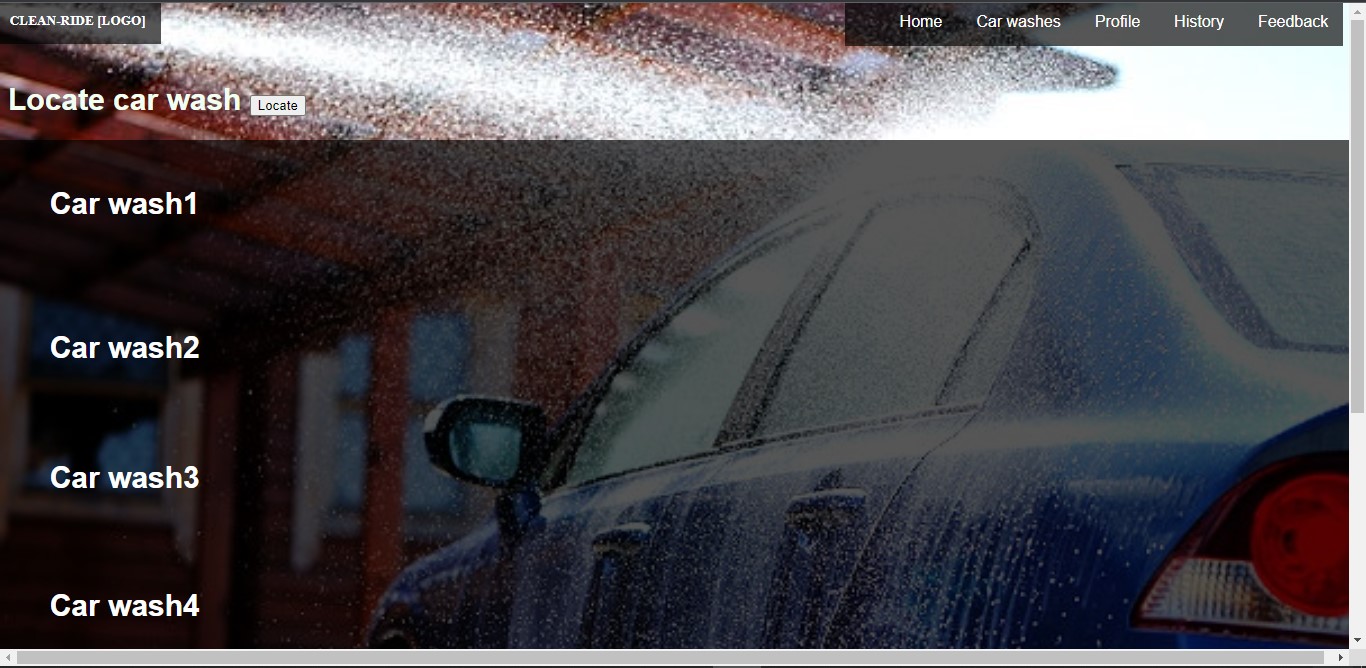 CLEAN-RIDE [LOGO]
Home Car washes Profile History Feedback
Locate car wash Locate
Car wash1
Car wash2
Car wash3
Car wash4